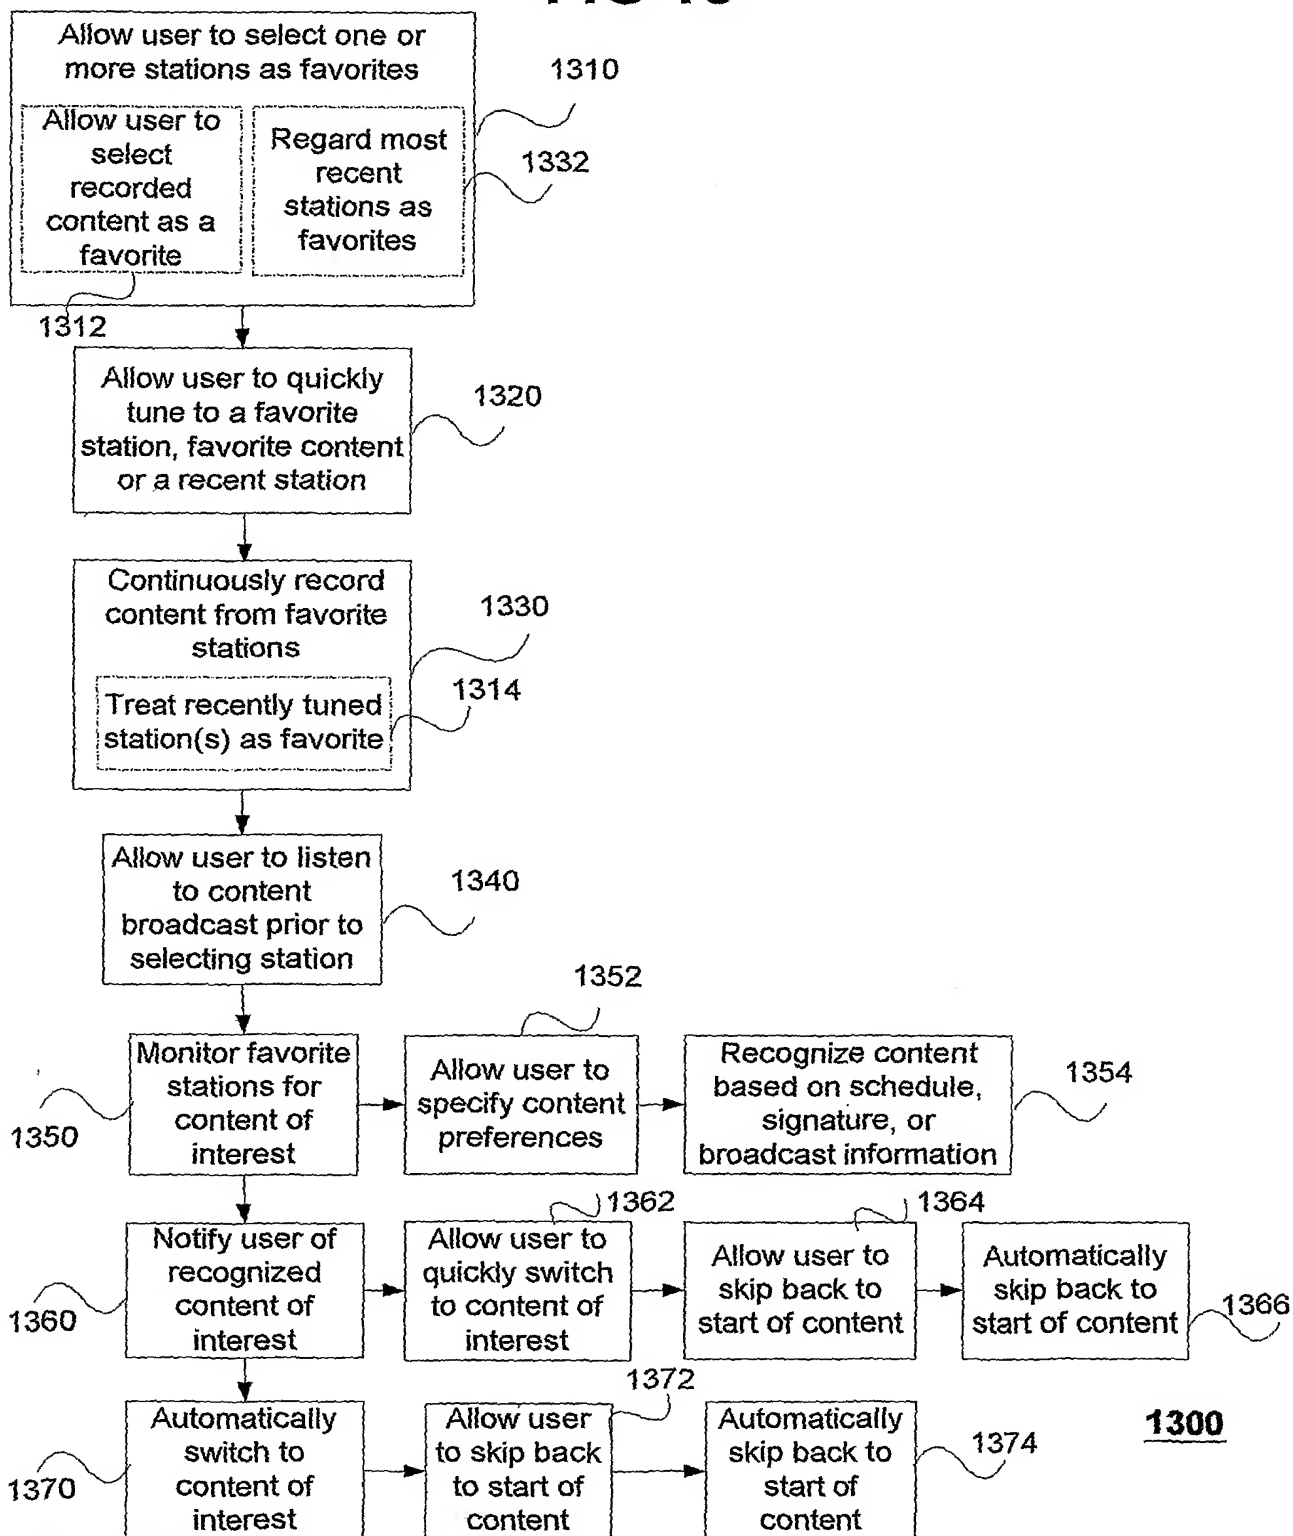 Allow user to select one or
more stations as favorites
1310
Allow user to
select
recorded
content as a
favorite
Regard most
recent
stations as
favorites
1332
1312
Allow user to quickly
tune to a favorite
station, favorite content
or a recent station
1320
Continuously record
content from favorite
stations
1330
Treat recently tuned
station(s) as favorite
1314
Allow user to listen
to content
broadcast prior to
selecting station
1340
Monitor favorite
stations for
content of
interest
1350
1352
Allow user to
specify content
preferences
Recognize content
based on schedule,
signature, or
broadcast information
1354
Notify user of
recognized
content of
interest
1360
1362
Allow user to
quickly switch
to content of
interest
1364
Allow user to
skip back to
start of content
Automatically
skip back to
start of content
1366
Automatically
switch to
content of
interest
1370
1372
Allow user
to skip back
to start of
content
Automatically
skip back to
start of
content
1374
1300